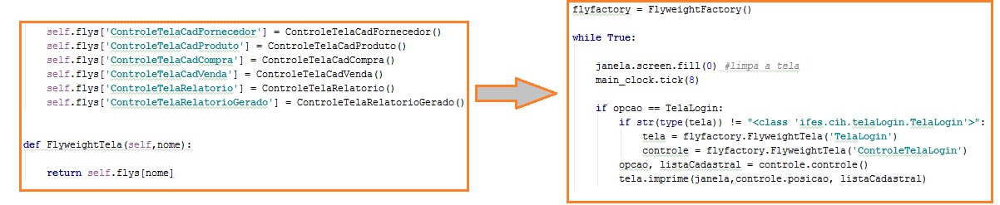 self.flys['ControleTelaCadFornecedor'] = ControleTelaCadFornecedor()
self.flys['ControleTelaCadProduto'] = ControleTelaCadProduto()
self.flys['ControleTelaCadCompra'] = ControleTelaCadCompra()
self.flys['ControleTelaCadVenda'] = ControleTelaCadVenda()
self.flys['ControleTelaRelatorio'] = ControleTelaRelatorio()
self.flys['ControleTelaRelatorioGerado'] = ControleTelaRelatorioGerado()
def FlyweightTela(self,nome):
return self.flys[nome]
flyfactory = FlyweightFactory()
while True:
janela.screen.fill(0) #limpa a tela
main_clock.tick(8)
if opcao == TelaLogin:
if str(type(tela)) != "<class 'ifes.cih.telaLogin.TelaLogin'>":
tela = flyfactory.FlyweightTela('TelaLogin')
controle = flyfactory.FlyweightTela('ControleTelaLogin')
opcao, listaCadastral = controle.controle()
tela.imprime(janela,controle.posicao, listaCadastral)